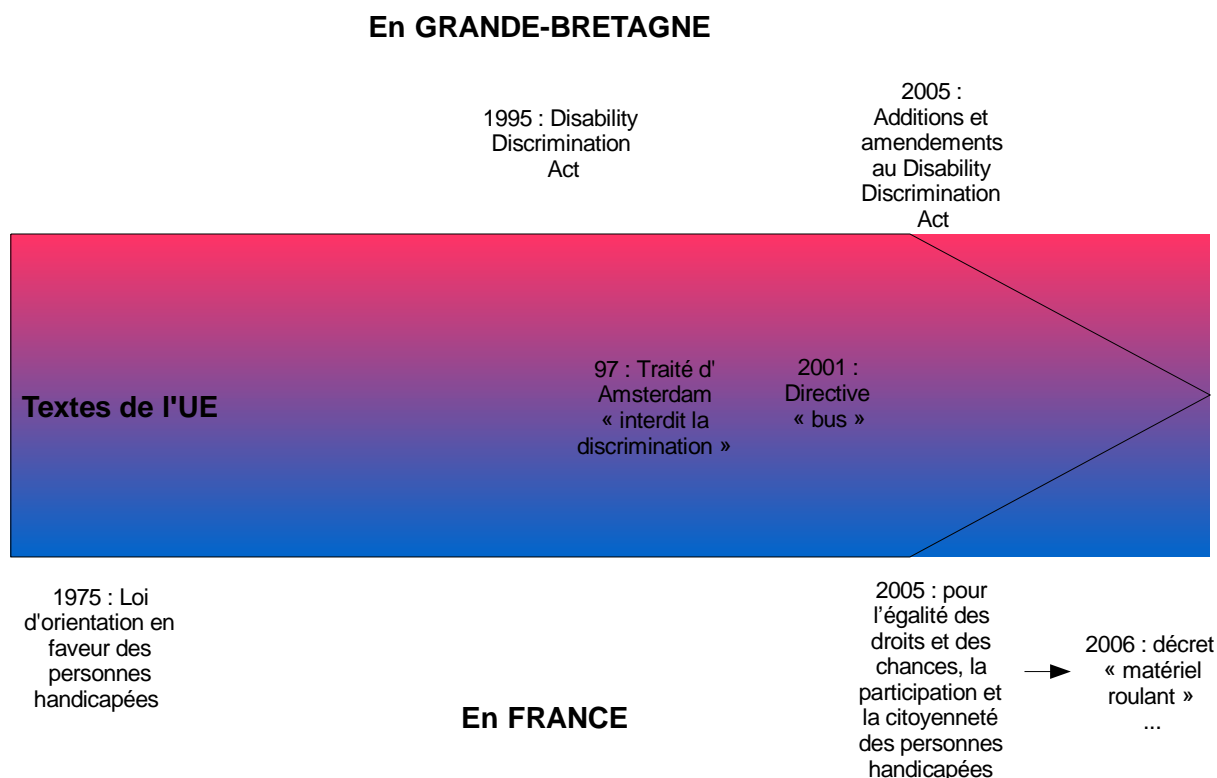 En GRANDE-BRETAGNE
1995 : Disability
Discrimination
Act
2005 :
Additions et
amendements
au Disability
Discrimination
Act
Textes de l'UE
97 : Traité d'
Amsterdam
« interdit la
discrimination »
2001 :
Directive
« bus »
1975 : Loi
d'orientation en
faveur des
personnes
handicapées
En FRANCE
2005 : pour
l’égalité des
droits et des
chances, la
participation et
la citoyenneté
des personnes
handicapées
2006 : décret
« matériel
roulant »
...